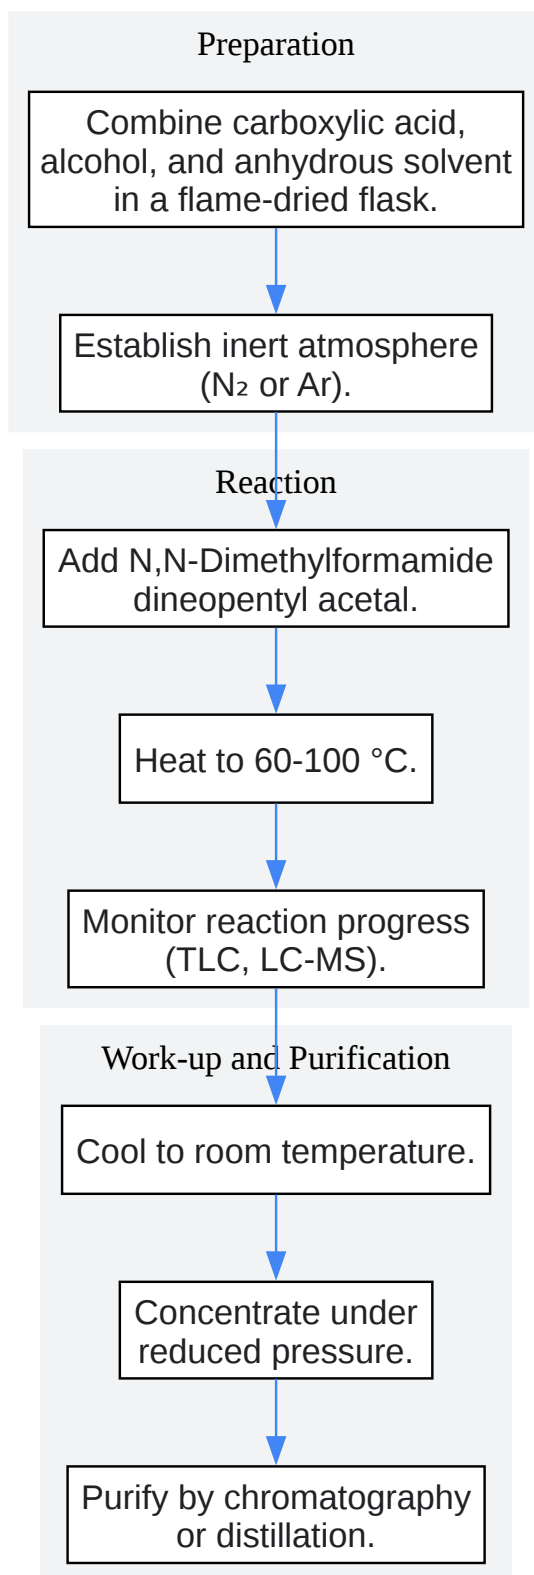 Preparation
Combine carboxylic acid,
alcohol, and anhydrous solvent
in a flame-dried flask.
Establish inert atmosphere
(N₂ or Ar).
Reaction
Add N,N-Dimethylformamide
dineopentyl acetal.
Heat to 60-100 °C.
Monitor reaction progress
(TLC, LC-MS).
Work-up and Purification
Cool to room temperature.
Concentrate under
reduced pressure.
Purify by chromatography
or distillation.